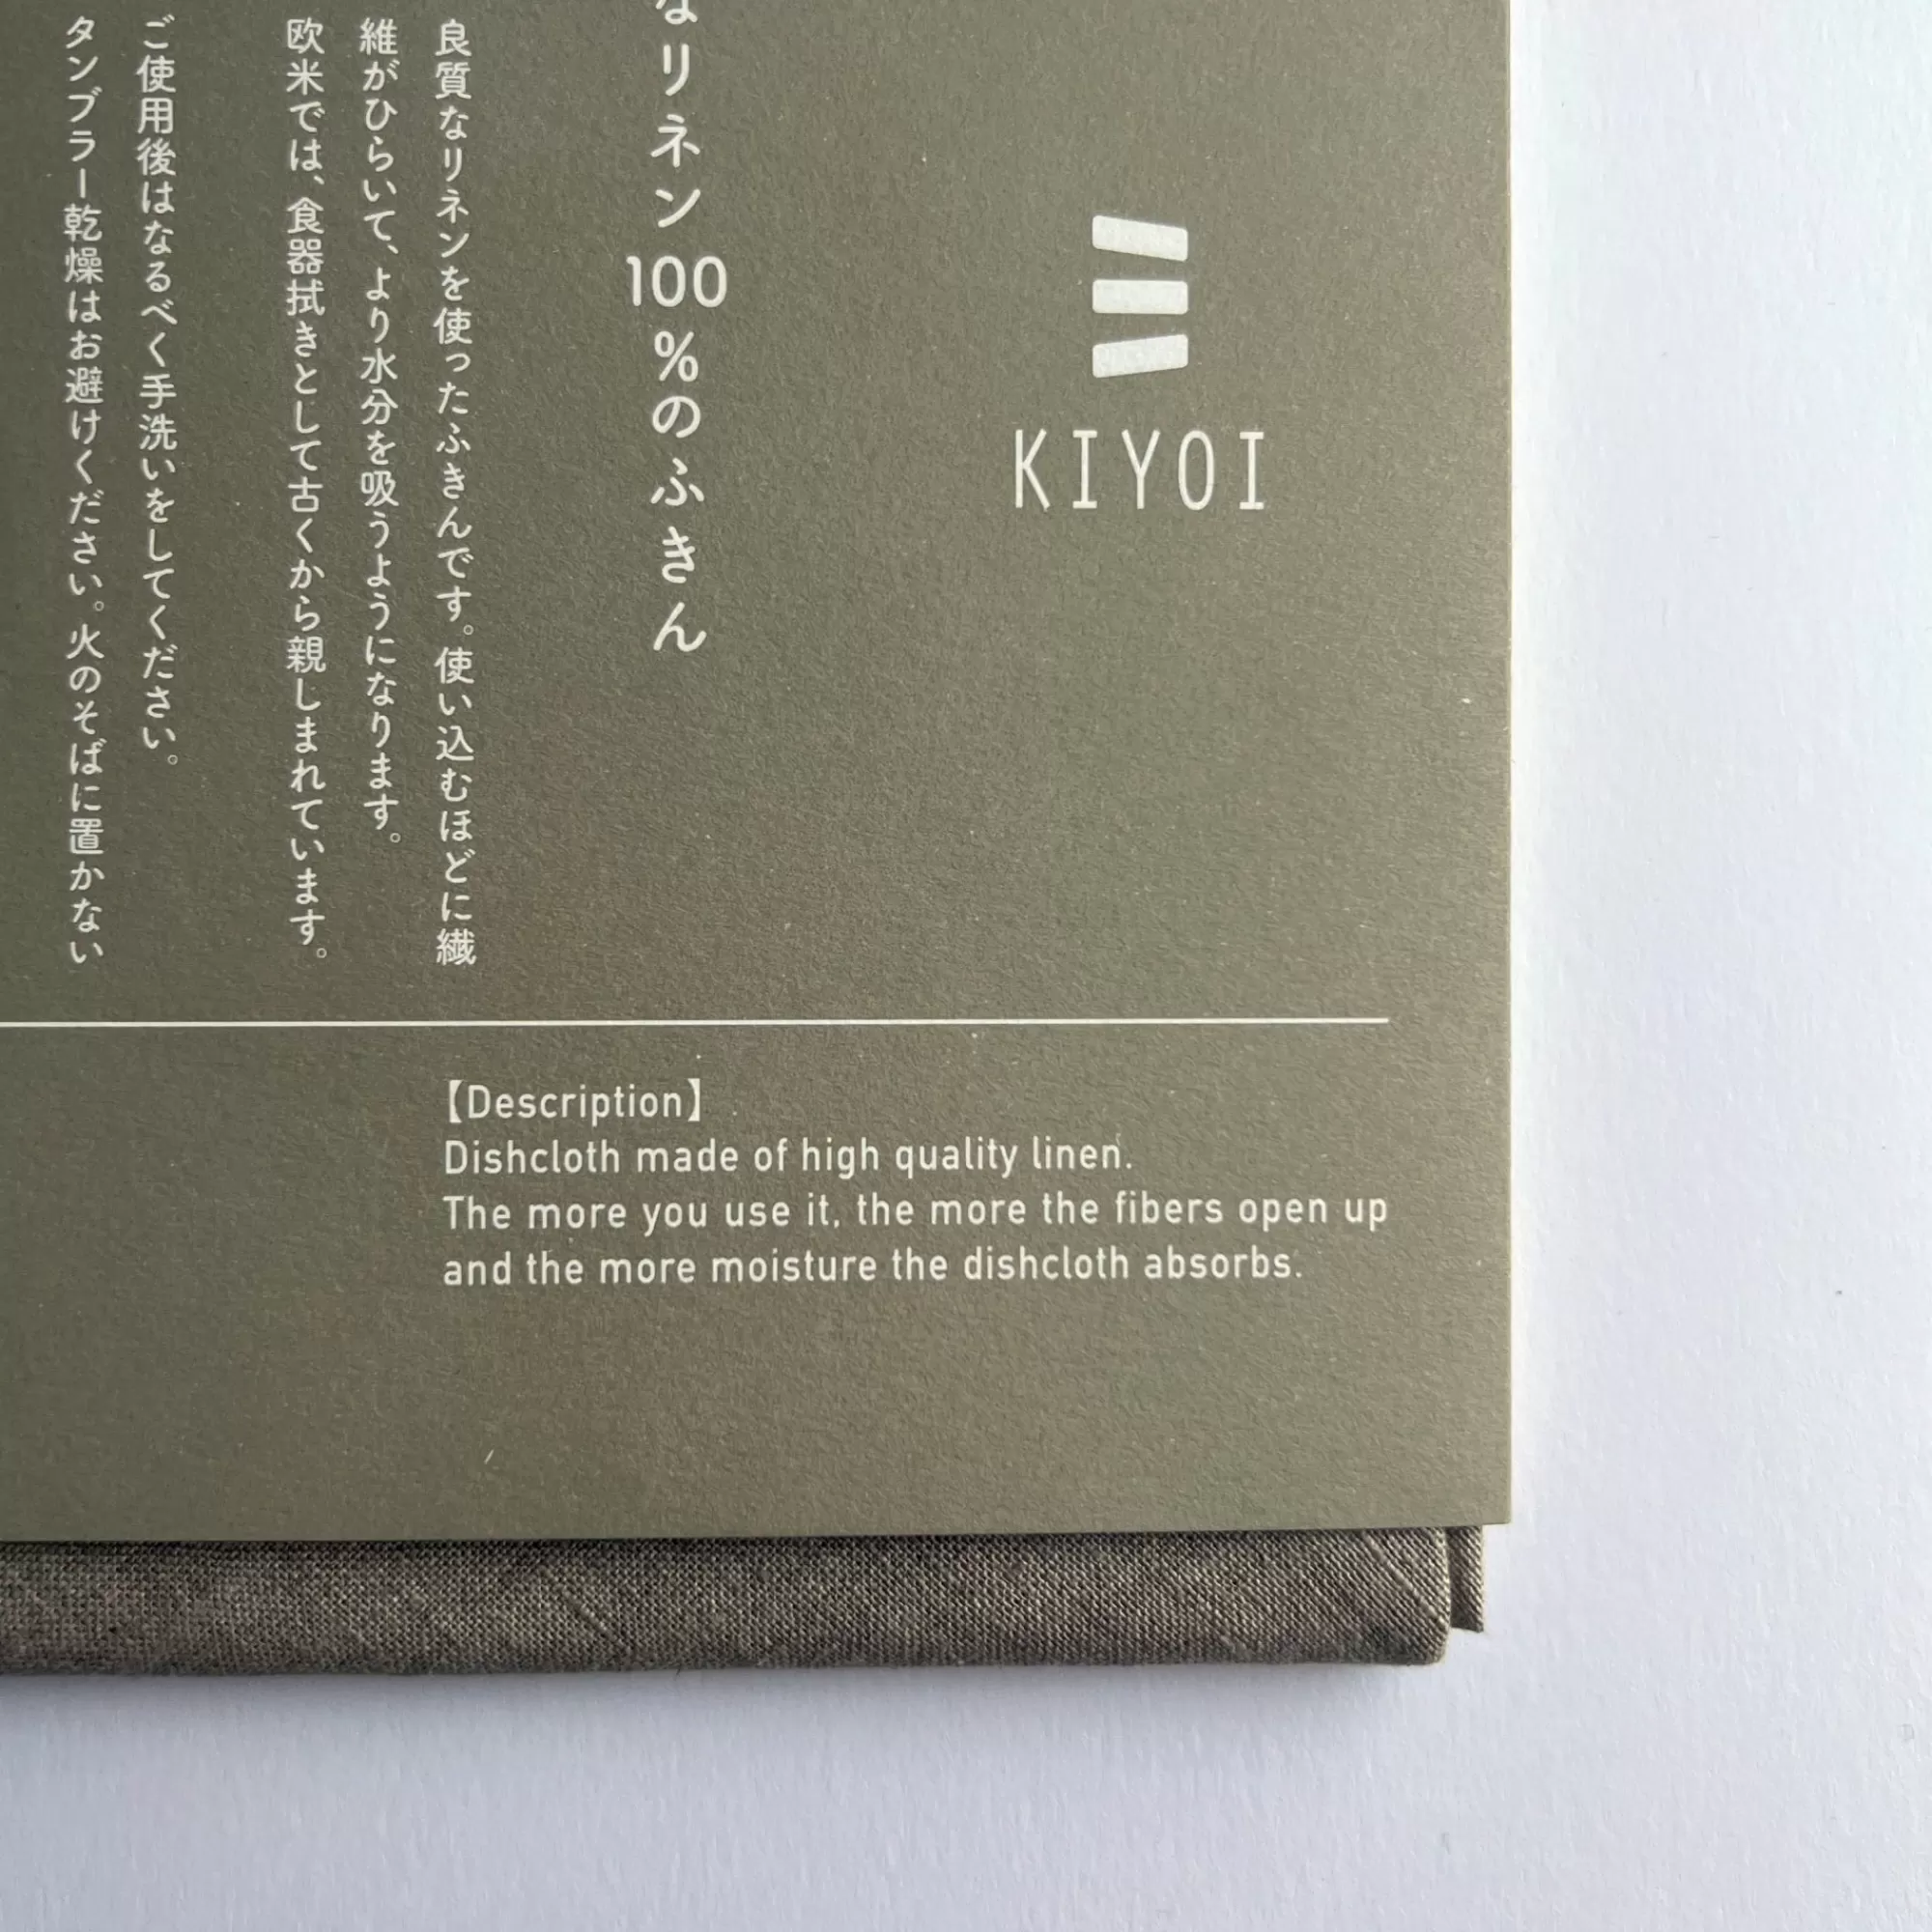 KIYOI
なリネン100%のふきん
良質なリネンを使ったふきんです。使い込むほどに繊
維がひらいて、より水分を吸うようになります。
欧米では、食器拭きとして古くから親しまれています。
ご使用後はなるべく手洗いをしてください。
タンブラー乾燥はお避けください。火のそばに置かない
【Description】
Dishcloth made of high quality linen.
The more you use it, the more the fibers open up
and the more moisture the dishcloth absorbs.